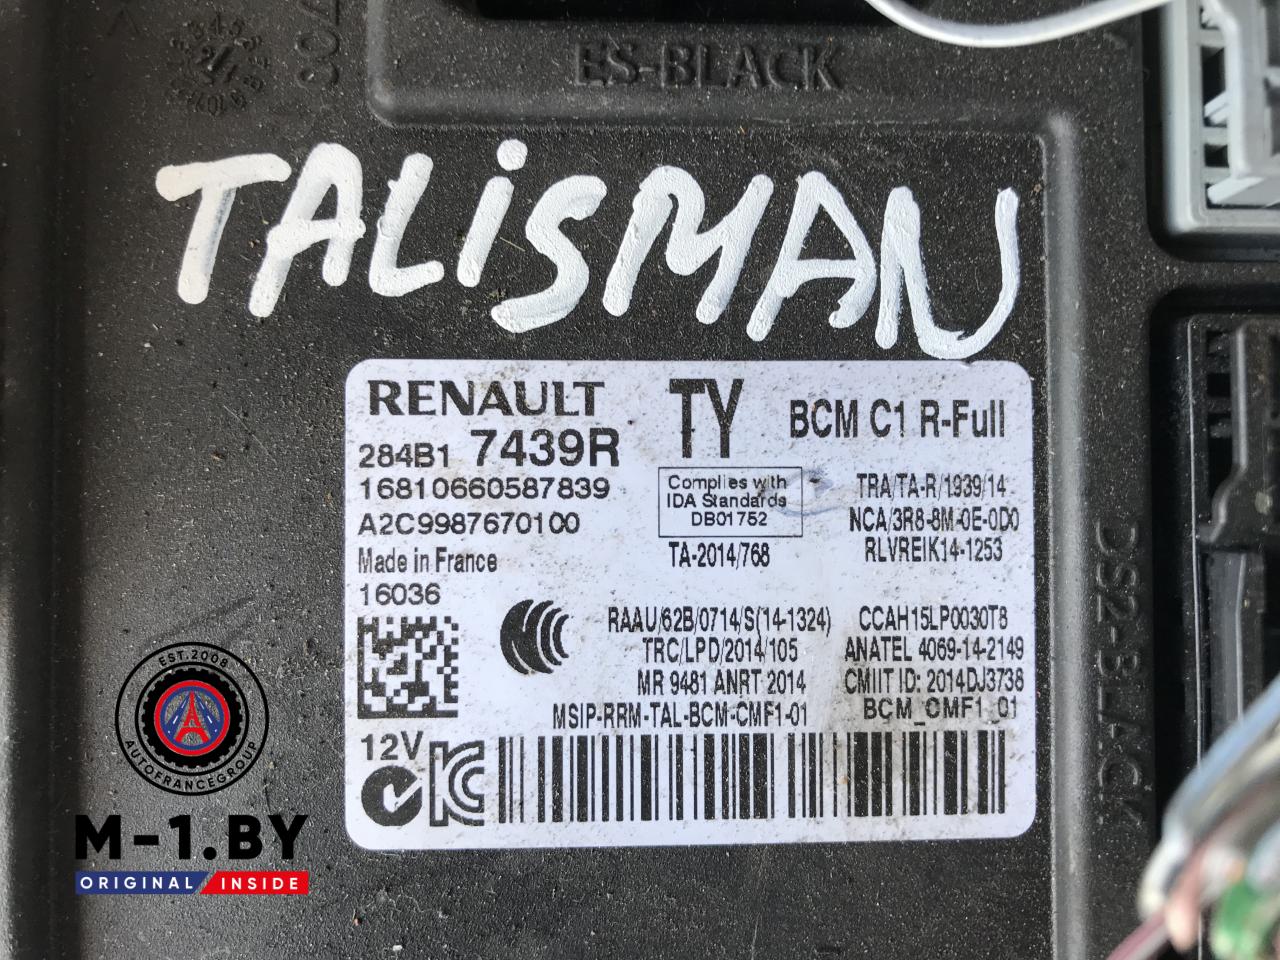 ES-BLACK
TALiSMAN
RENAULT TY BCM C1 R-Full
284B1 7439R
16810660587839
A2C9987670100
Made in France
16036
Complies with
IDA Standards
DB01752
TA-2014/768
TRA/TA-R/1939/14
NCA/3R8-8M-0E-0D0
RLVREIK14-1253
RAAU/62B/0714/S(14-1324) CCAH15LP0030T8
TRC/LPD/2014/105 ANATEL 4069-14-2149
MR 9481 ANRT 2014 CMIIT ID: 2014DJ3738
MSIP-RRM-TAL-BCM-CMF1-01 BCM_CMF1_01
12V
DS2-BLACK
EST.2008
AUTOFRANCEGROUP
M-1.BY
ORIGINAL INSIDE